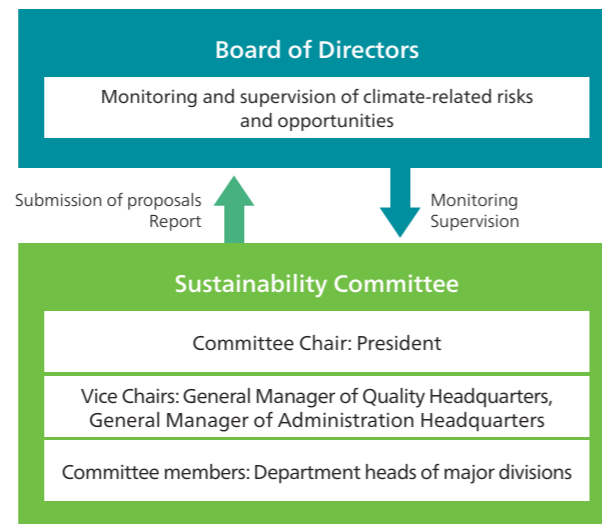 Board of Directors
Monitoring and supervision of climate-related risks
and opportunities
Submission of proposals
Report
Monitoring
Supervision
Sustainability Committee
Committee Chair: President
Vice Chairs: General Manager of Quality Headquarters,
General Manager of Administration Headquarters
Committee members: Department heads of major divisions